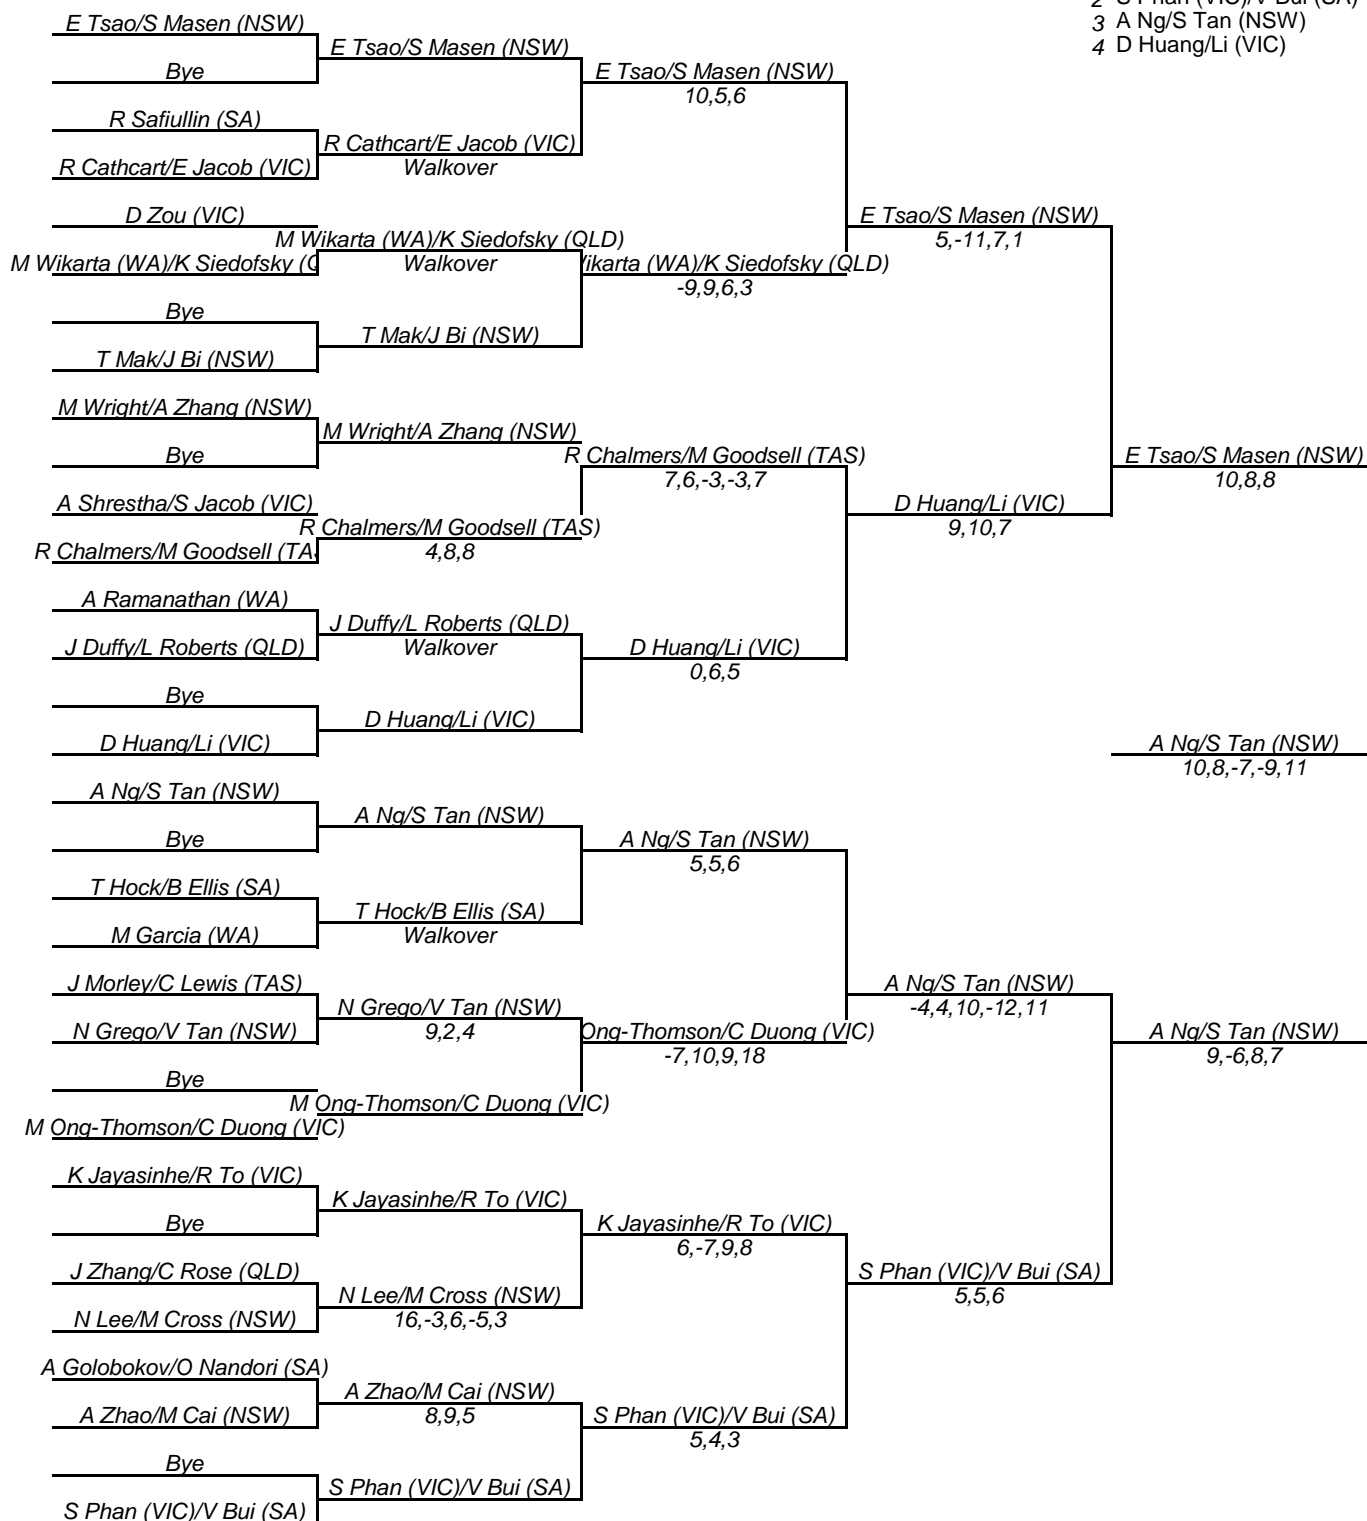 2 S Phan (VIC)/V Bui (SA)
3 A Ng/S Tan (NSW)
4 D Huang/Li (VIC)
E Tsao/S Masen (NSW)
Bye
R Safiullin (SA)
R Cathcart/E Jacob (VIC)
D Zou (VIC)
M Wikarta (WA)/K Siedofsky (Q
Bye
T Mak/J Bi (NSW)
M Wright/A Zhang (NSW)
Bye
A Shrestha/S Jacob (VIC)
R Chalmers/M Goodsell (TAS
A Ramanathan (WA)
J Duffy/L Roberts (QLD)
Bye
D Huang/Li (VIC)
A Ng/S Tan (NSW)
Bye
T Hock/B Ellis (SA)
M Garcia (WA)
J Morley/C Lewis (TAS)
N Grego/V Tan (NSW)
Bye
M Ong-Thomson/C Duong (VIC)
K Jayasinhe/R To (VIC)
Bye
J Zhang/C Rose (QLD)
N Lee/M Cross (NSW)
A Golobokov/O Nandori (SA)
A Zhao/M Cai (NSW)
Bye
S Phan (VIC)/V Bui (SA)
E Tsao/S Masen (NSW)
R Cathcart/E Jacob (VIC)
Walkover
M Wikarta (WA)/K Siedofsky (QLD)
Walkover
T Mak/J Bi (NSW)
M Wright/A Zhang (NSW)
R Chalmers/M Goodsell (TAS)
4,8,8
J Duffy/L Roberts (QLD)
Walkover
D Huang/Li (VIC)
A Ng/S Tan (NSW)
T Hock/B Ellis (SA)
Walkover
N Grego/V Tan (NSW)
9,2,4
M Ong-Thomson/C Duong (VIC)
K Jayasinhe/R To (VIC)
N Lee/M Cross (NSW)
16,-3,6,-5,3
A Zhao/M Cai (NSW)
8,9,5
S Phan (VIC)/V Bui (SA)
E Tsao/S Masen (NSW)
10,5,6
ikarta (WA)/K Siedofsky (QLD)
-9,9,6,3
R Chalmers/M Goodsell (TAS)
7,6,-3,-3,7
D Huang/Li (VIC)
0,6,5
A Ng/S Tan (NSW)
5,5,6
Ong-Thomson/C Duong (VIC)
-7,10,9,18
K Jayasinhe/R To (VIC)
6,-7,9,8
S Phan (VIC)/V Bui (SA)
5,4,3
E Tsao/S Masen (NSW)
5,-11,7,1
D Huang/Li (VIC)
9,10,7
A Ng/S Tan (NSW)
-4,4,10,-12,11
S Phan (VIC)/V Bui (SA)
5,5,6
E Tsao/S Masen (NSW)
10,8,8
A Ng/S Tan (NSW)
10,8,-7,-9,11
A Ng/S Tan (NSW)
9,-6,8,7